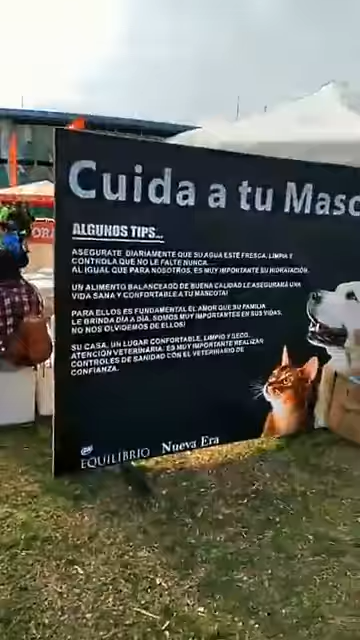 Cuida a tu Masc
ALGUNOS TIPS...
ASEGURATE DIARIAMENTE QUE SU AGUA ESTE FRESCA, LIMPIA Y
CONTROLA QUE NO LE FALTE NUNCA.
AL IGUAL QUE PARA NOSOTROS, ES MUY IMPORTANTE SU HIDRATACIÓN.
UN ALIMENTO BALANCEADO DE BUENA CALIDAD LE ASEGURARÁ UNA
VIDA SANA Y CONFORTABLE A TU MASCOTA!
PARA ELLOS ES FUNDAMENTAL EL AMOR QUE SU FAMILIA
LE BRINDA DÍA A DÍA, SOMOS MUY IMPORTANTES EN SUS VIDAS,
NO NOS OLVIDEMOS DE ELLOS!
SU CASA, UN LUGAR CONFORTABLE, LIMPIO Y SECO.
ATENCIÓN VETERINARIA: ES MUY IMPORTANTE REALIZAR
CONTROLES DE SANIDAD CON EL VETERINARIO DE
CONFIANZA.
EQUILIBRIO Nueva Era